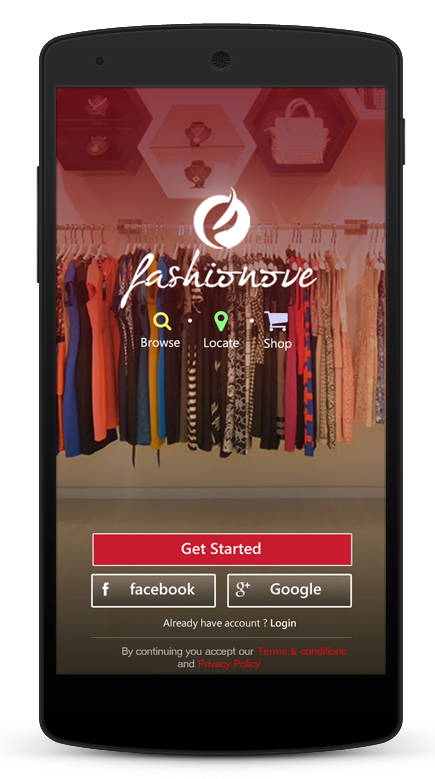 fashionove
Browse • Locate • Shop
Get Started
f facebook
g+ Google
Already have account ? Login
By continuing you accept our Terms & conditions
and Privacy Policy